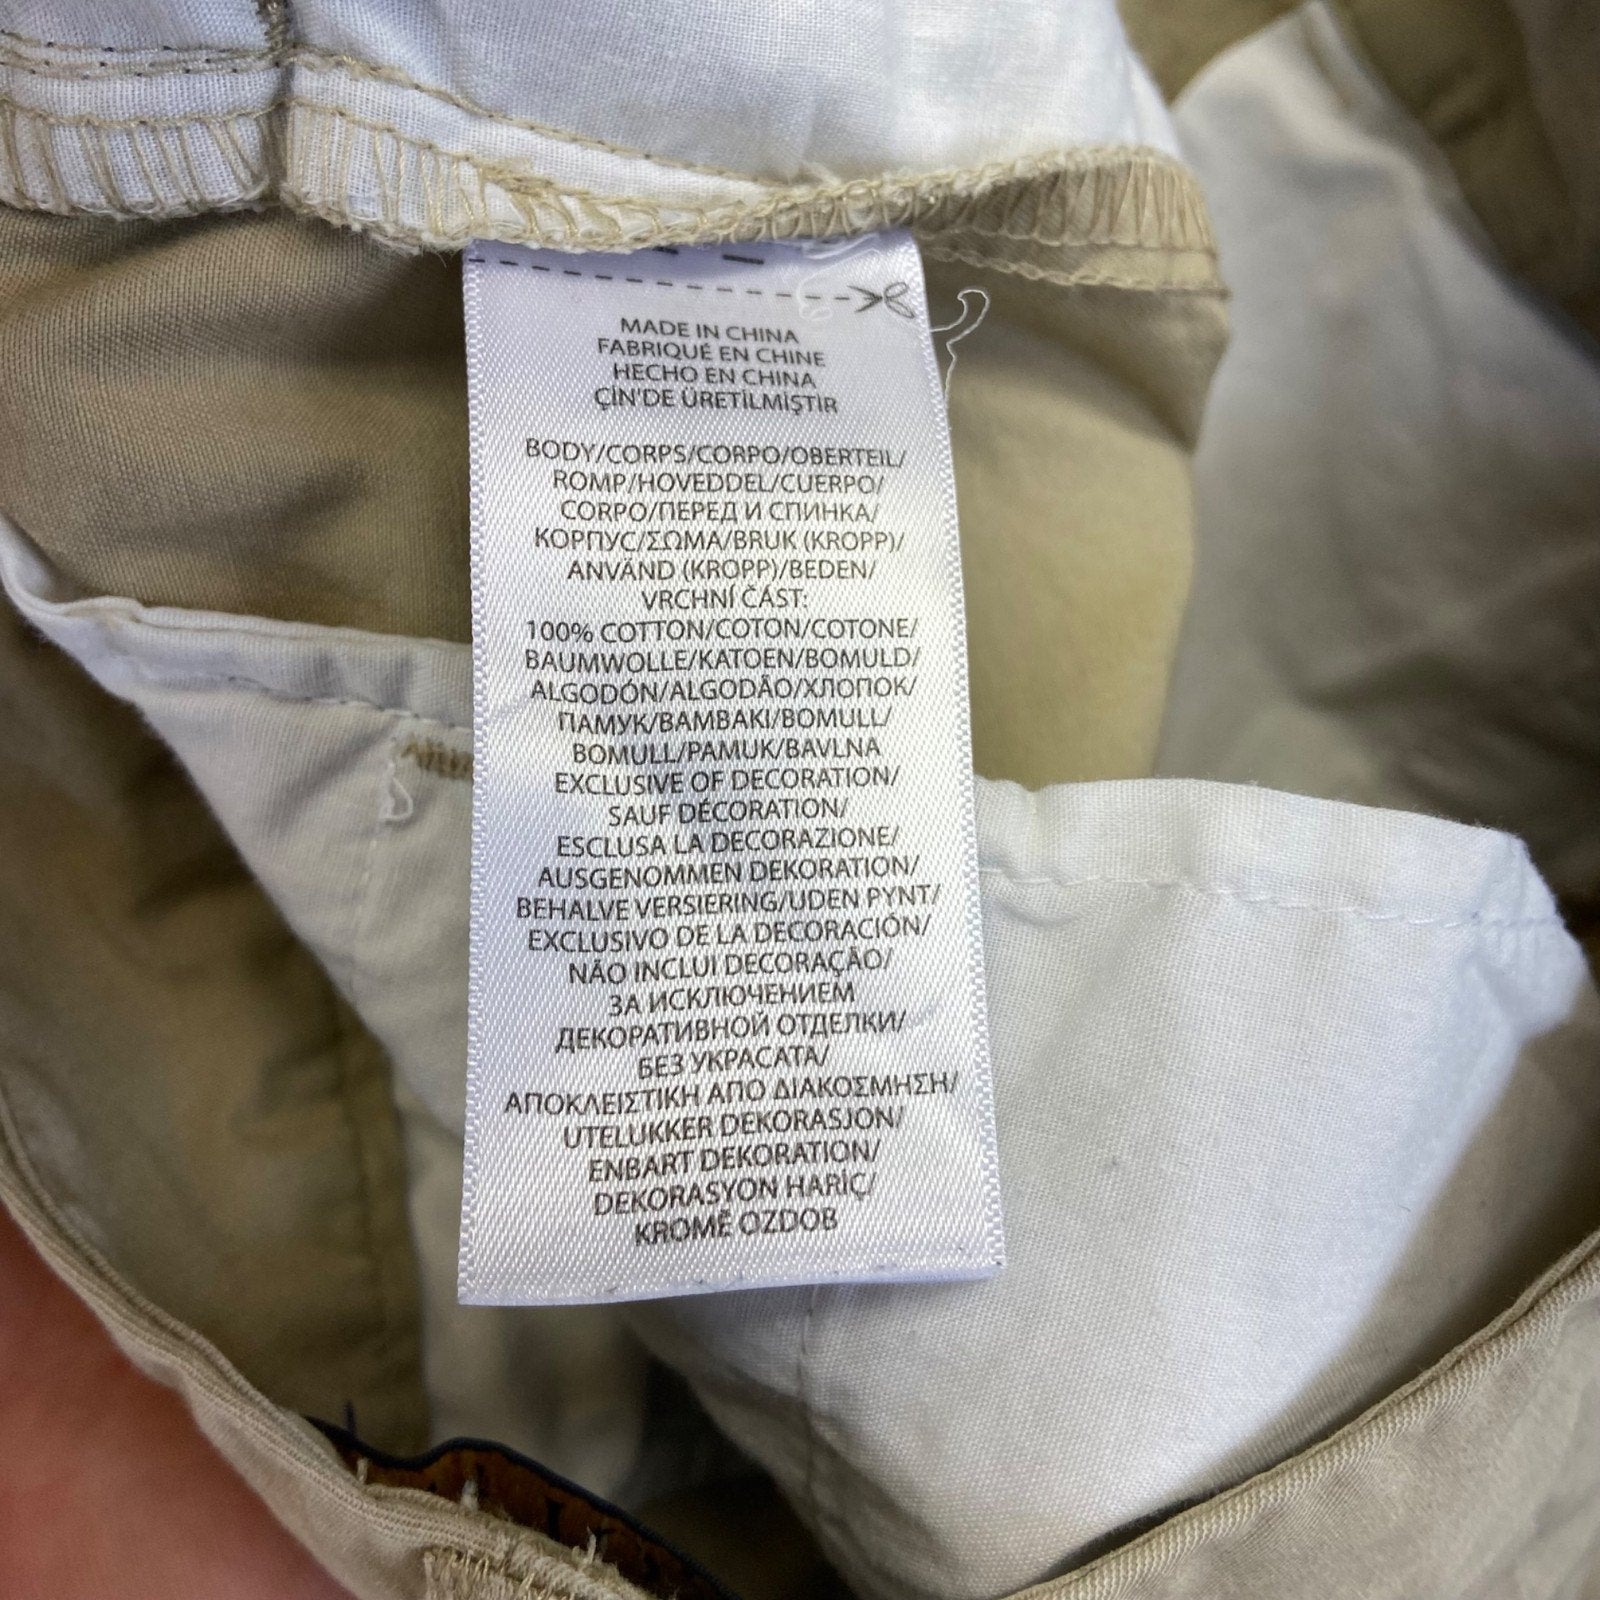 MADE IN CHINA
FABRIQUÉ EN CHINE
HECHO EN CHINA
ÇİN'DE ÜRETİLMİŞTİR
BODY/CORPS/CORPO/OBERTEIL/
ROMP/HOVEDDEL/CUERPO/
CORPO/ПЕРЕД И СПИНКА/
КОРПУС/ΣΩΜΑ/BRUK (KROPP)/
ANVÄND (KROPP)/BEDEN/
VRCHNÍ ČÁST:
100% COTTON/COTON/COTONE/
BAUMWOLLE/KATOEN/BOMULD/
ALGODÓN/ALGODÃO/ХЛОПОК/
ПАМУК/ΒΑΜΒΑΚΙ/BOMULL/
BOMULL/PAMUK/BAVLNA
EXCLUSIVE OF DECORATION/
SAUF DÉCORATION/
ESCLUSA LA DECORAZIONE/
AUSGENOMMEN DEKORATION/
BEHALVE VERSIERING/UDEN PYNT/
EXCLUSIVO DE LA DECORACIÓN/
NÃO INCLUI DECORAÇÃO/
ЗА ИСКЛЮЧЕНИЕМ
ДЕКОРАТИВНОЙ ОТДЕЛКИ/
БЕЗ УКРАСАТА/
ΑΠΟΚΛΕΙΣΤΙΚΗ ΑΠΟ ΔΙΑΚΟΣΜΗΣΗ/
UTELUKKER DEKORASJON/
ENBART DEKORATION/
DEKORASYON HARİÇ/
KROMĚ OZDOB